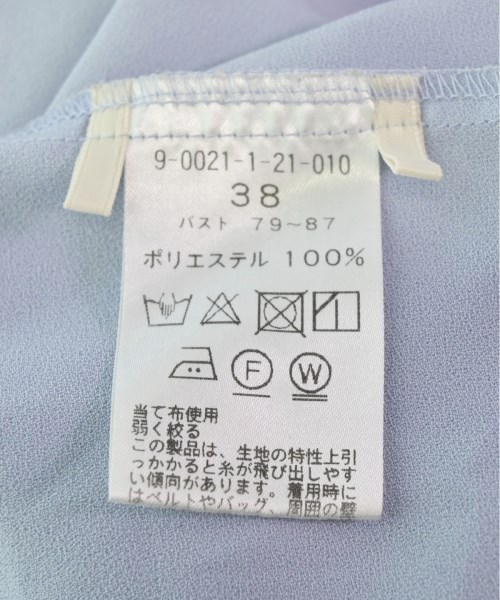 9-0021-1-21-010
38
バスト 79～87
ポリエステル 100%
F W
当て布使用
弱く絞る
この製品は、生地の特性上引
っかかると糸が飛び出しやす
い傾向があります。着用時に
はベルトやバッグ、周囲の壁